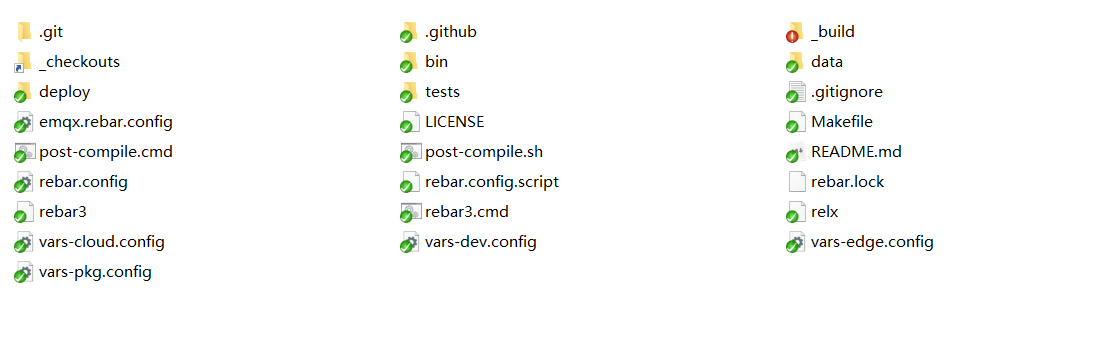 .git
.github
_build
_checkouts
bin
data
deploy
tests
.gitignore
emqx.rebar.config
LICENSE
Makefile
post-compile.cmd
post-compile.sh
README.md
rebar.config
rebar.config.script
rebar.lock
rebar3
rebar3.cmd
relx
vars-cloud.config
vars-dev.config
vars-edge.config
vars-pkg.config